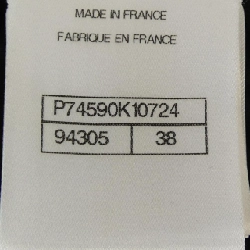 MADE IN FRANCE
FABRIQUE EN FRANCE
P74590K10724
94305 38